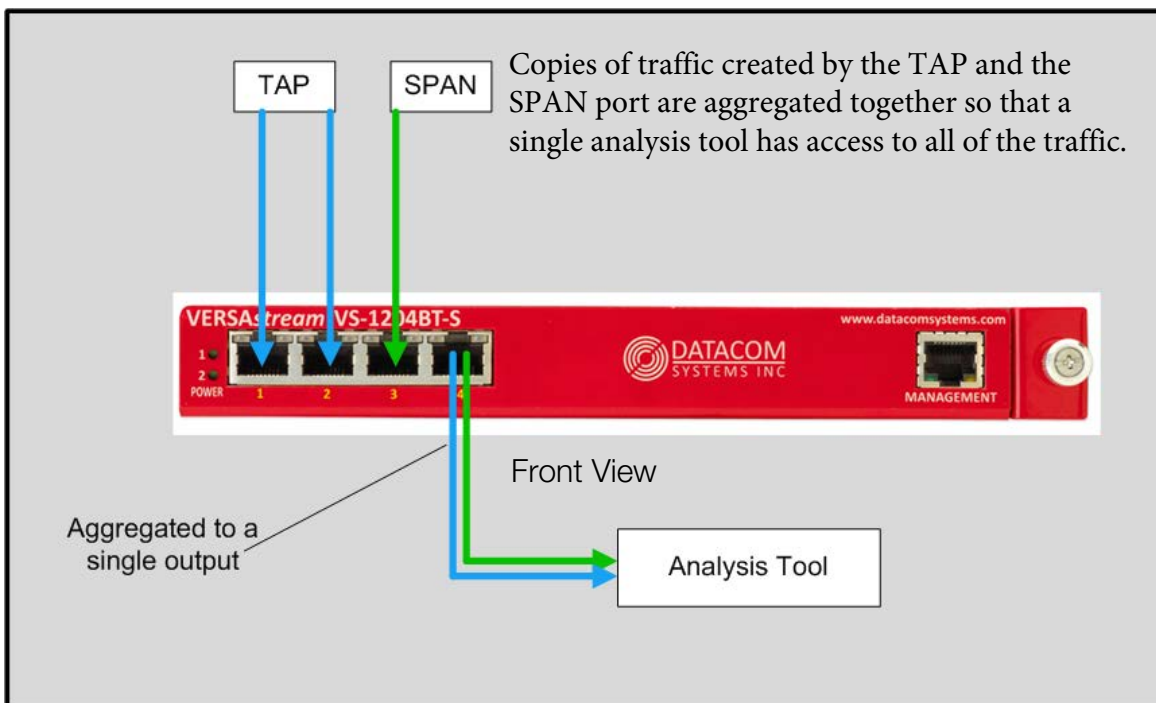 TAP
SPAN
Copies of traffic created by the TAP and the
SPAN port are aggregated together so that a
single analysis tool has access to all of the traffic.
VERSAstream VS-1204BT-S
www.datacomsystems.com
1
2
POWER
1
2
3
4
DATACOM
SYSTEMS INC
MANAGEMENT
Front View
Aggregated to a
single output
Analysis Tool